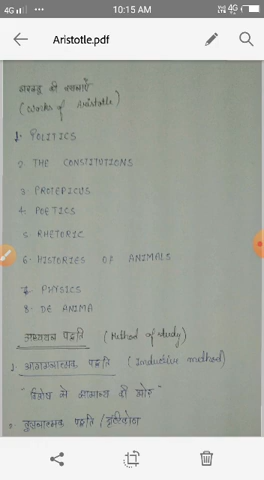 4G
10:15 AM
4G
Aristotle.pdf
अरस्तू की रचनाएँ
(Works of Aristotle)
1. POLITICS
2. THE CONSTITUTIONS
3. PROTEPICUS
4. POETICS
5. RHETORIC
6. HISTORIES OF ANIMALS
7. PHYSICS
8. DE ANIMA
अध्ययन पद्धति (Method of study)
1. आगमनात्मक पद्धति (Inductive method)
"विशेष से सामान्य की ओर"
2. तुलनात्मक पद्धति / दृष्टिकोण